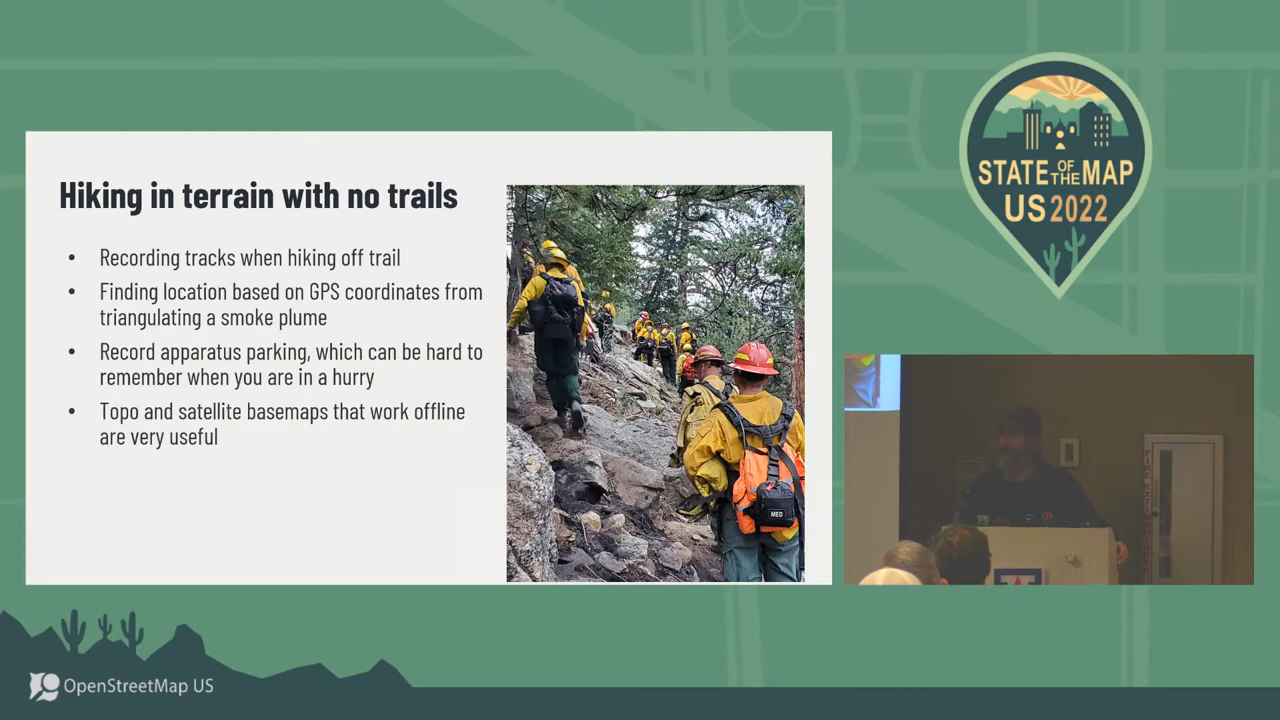 Hiking in terrain with no trails
• Recording tracks when hiking off trail
• Finding location based on GPS coordinates from
triangulating a smoke plume
• Record apparatus parking, which can be hard to
remember when you are in a hurry
• Topo and satellite basemaps that work offline
are very useful
MED
STATE OF THE MAP
US 2022
FIRE EXTINGUISHER
OpenStreetMap US